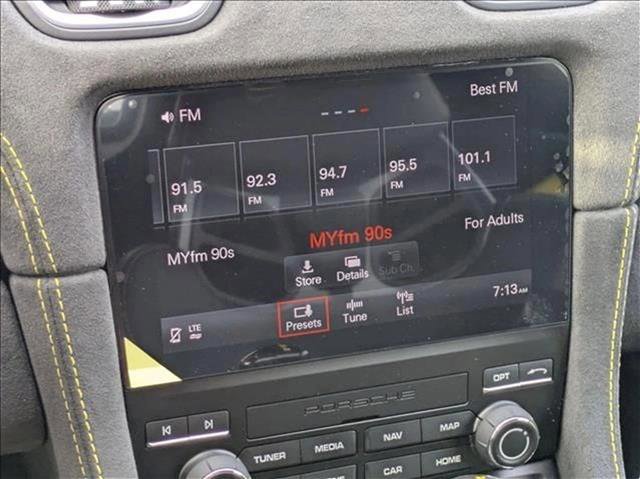 FM
Best FM
91.5 FM
92.3 FM
94.7 FM
95.5 FM
101.1 FM
MYfm 90s
MYfm 90s
For Adults
Store
Details
Sub Ch.
LTE
Presets
Tune
List
7:13 AM
PORSCHE
OPT
TUNER
MEDIA
NAV
MAP
CAR
HOME